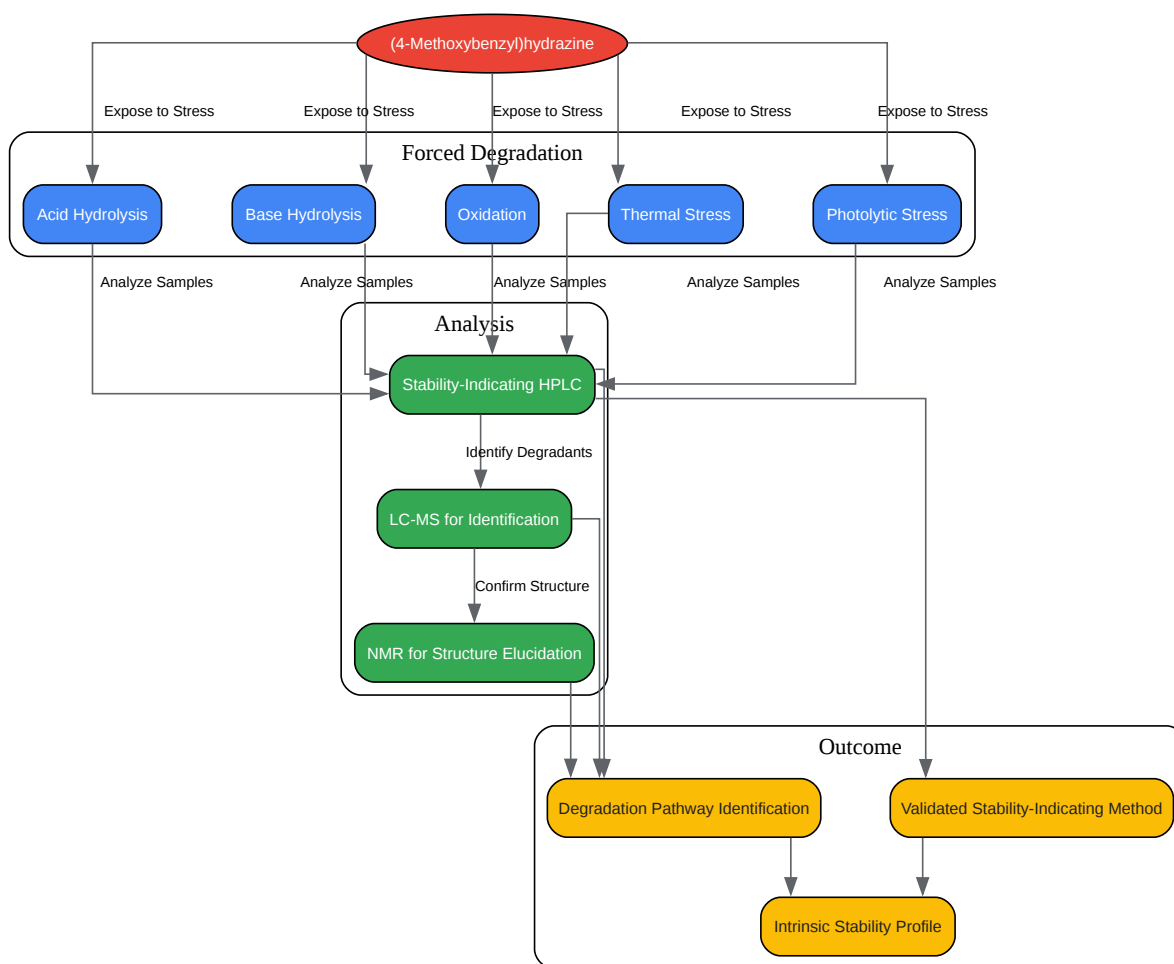 (4-Methoxybenzyl)hydrazine
Expose to Stress
Expose to Stress
Expose to Stress
Expose to Stress
Expose to Stress
Forced Degradation
Acid Hydrolysis
Base Hydrolysis
Oxidation
Thermal Stress
Photolytic Stress
Analyze Samples
Analyze Samples
Analyze Samples
Analyze Samples
Analyze Samples
Analysis
Stability-Indicating HPLC
Identify Degradants
LC-MS for Identification
Confirm Structure
NMR for Structure Elucidation
Outcome
Degradation Pathway Identification
Validated Stability-Indicating Method
Intrinsic Stability Profile